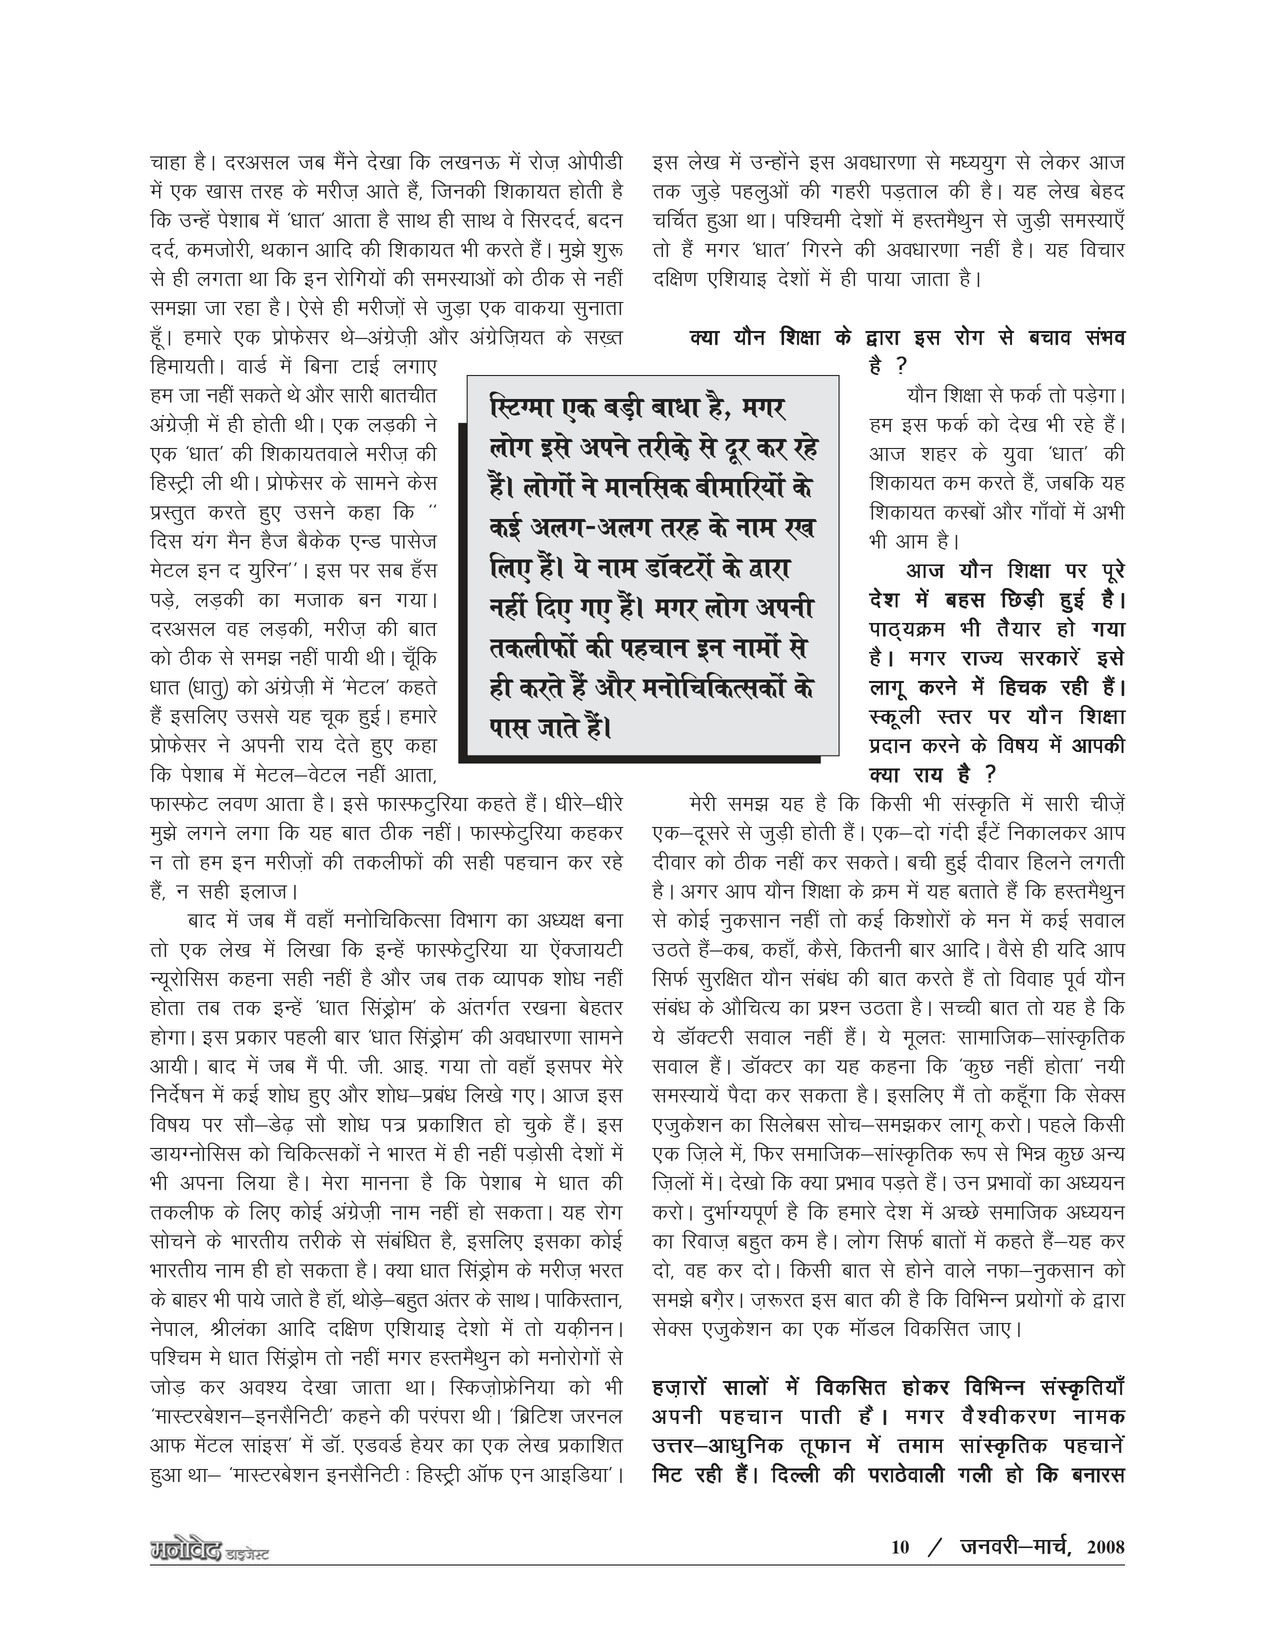 चाहा है। दरअसल जब मैंने देखा कि लखनऊ में रोज़ ओपीडी
में एक खास तरह के मरीज़ आते हैं, जिनकी शिकायत होती है
कि उन्हें पेशाब में ‘धात’ आता है साथ ही साथ वे सिरदर्द, बदन
दर्द, कमजोरी, थकान आदि की शिकायत भी करते हैं। मुझे शुरू
से ही लगता था कि इन रोगियों की समस्याओं को ठीक से नहीं
समझा जा रहा है। ऐसे ही मरीजों़ से जुड़ा एक वाकया सुनाता
हूँ। हमारे एक प्रोफेसर थे–अंग्रेज़ी और अंग्रेज़ियत के सख़्त
हिमायती। वार्ड में बिना टाई लगाए
हम जा नहीं सकते थे और सारी बातचीत
अंग्रेज़ी में ही होती थी। एक लड़की ने
एक ‘धात’ की शिकायतवाले मरीज़ की
हिस्ट्री ली थी। प्रोफेसर के सामने केस
प्रस्तुत करते हुए उसने कहा कि ‘‘
दिस यंग मैन हैज बैकेक एन्ड पासेज
मेटल इन द युरिन’’। इस पर सब हँस
पड़े, लड़की का मजाक बन गया।
दरअसल वह लड़की, मरीज़ की बात
को ठीक से समझ नहीं पायी थी। चूँकि
धात (धातु) को अंग्रेज़ी में ‘मेटल’ कहते
हैं इसलिए उससे यह चूक हुई। हमारे
प्रोफेसर ने अपनी राय देते हुए कहा
कि पेशाब में मेटल–वेटल नहीं आता,
फास्फेट लवण आता है। इसे फास्फटुरिया कहते हैं। धीरे–धीरे
मुझे लगने लगा कि यह बात ठीक नहीं। फास्फेटुरिया कहकर
न तो हम इन मरीज़ों की तकलीफों की सही पहचान कर रहे
हैं, न सही इलाज।
बाद में जब मैं वहाँ मनोचिकित्सा विभाग का अध्यक्ष बना
तो एक लेख में लिखा कि इन्हें फास्फेटुरिया या ऐंक्जायटी
न्यूरोसिस कहना सही नहीं है और जब तक व्यापक शोध नहीं
होता तब तक इन्हें ‘धात सिंड्रोम’ के अंतर्गत रखना बेहतर
होगा। इस प्रकार पहली बार ‘धात सिंड्रोम’ की अवधारणा सामने
आयी। बाद में जब मैं पी. जी. आइ. गया तो वहाँ इसपर मेरे
निर्देषन में कई शोध हुए और शोध–प्रबंध लिखे गए। आज इस
विषय पर सौ–डेढ़ सौ शोध पत्र प्रकाशित हो चुके हैं। इस
डायग्नोसिस को चिकित्सकों ने भारत में ही नहीं पड़ोसी देशों में
भी अपना लिया है। मेरा मानना है कि पेशाब मे धात की
तकलीफ के लिए कोई अंग्रेज़ी नाम नहीं हो सकता। यह रोग
सोचने के भारतीय तरीके से संबंधित है, इसलिए इसका कोई
भारतीय नाम ही हो सकता है। क्या धात सिंड्रोम के मरीज़ भरत
के बाहर भी पाये जाते है हॉ, थोड़े–बहुत अंतर के साथ। पाकिस्तान,
नेपाल, श्रीलंका आदि दक्षिण एशियाइ देशो में तो यकी़नन।
पश्चिम मे धात सिंड्रोम तो नहीं मगर हस्तमैथुन को मनोरोगों से
जोड़ कर अवश्य देखा जाता था। स्किज़ोफ्रेनिया को भी
‘मास्टरबेशन–इनसैनिटी’ कहने की परंपरा थी। ‘ब्रिटिश जरनल
आफ मेंटल सांइस’ में डॉ. एडवर्ड हेयर का एक लेख प्रकाशित
हुआ था– ‘मास्टरबेशन इनसैनिटी : हिस्ट्री ऑफ एन आइडिया’।
स्टिग्मा एक बड़ी बाधा है, मगर
लोग इसे अपने तरीके़ से दूर कर रहे
हैं। लोगों ने मानसिक बीमारियों के
कई अलग-अलग तरह के नाम रख
लिए हैं। ये नाम डॉक्टरों के द्वारा
नहीं दिए गए हैं। मगर लोग अपनी
तकलीफों की पहचान इन नामों से
ही करते हैं और मनोचिकित्सकों के
पास जाते हैं।
इस लेख में उन्होंने इस अवधारणा से मध्ययुग से लेकर आज
तक जुड़े पहलुओं की गहरी पड़ताल की है। यह लेख बेहद
चर्चित हुआ था। पश्चिमी देशों में हस्तमैथुन से जुड़ी समस्याएँ
तो हैं मगर ‘धात’ गिरने की अवधारणा नहीं है। यह विचार
दक्षिण एशियाइ देशों में ही पाया जाता है।
क्या यौन शिक्षा के द्वारा इस रोग से बचाव संभव
है ?
यौन शिक्षा से फर्क तो पड़ेगा।
हम इस फर्क को देख भी रहे हैं।
आज शहर के युवा ‘धात’ की
शिकायत कम करते हैं, जबकि यह
शिकायत कस्बों और गाँवों में अभी
भी आम है।
आज यौन शिक्षा पर पूरे
देश में बहस छिड़ी हुई है।
पाठ्यक्रम भी तैयार हो गया
है। मगर राज्य सरकारें इसे
लागू करने में हिचक रही हैं।
स्कूली स्तर पर यौन शिक्षा
प्रदान करने के विषय में आपकी
क्या राय है ?
मेरी समझ यह है कि किसी भी संस्कृति में सारी चीज़ें
एक–दूसरे से जुड़ी होती हैं। एक–दो गंदी ईंटें निकालकर आप
दीवार को ठीक नहीं कर सकते। बची हुई दीवार हिलने लगती
है। अगर आप यौन शिक्षा के क्रम में यह बताते हैं कि हस्तमैथुन
से कोई नुकसान नहीं तो कई किशोरों के मन में कई सवाल
उठते हैं–कब, कहाँ, कैसे, कितनी बार आदि। वैसे ही यदि आप
सिर्फ सुरक्षित यौन संबंध की बात करते हैं तो विवाह पूर्व यौन
संबंध के औचित्य का प्रश्न उठता है। सच्ची बात तो यह है कि
ये डॉक्टरी सवाल नहीं हैं। ये मूलतः सामाजिक–सांस्कृतिक
सवाल हैं। डॉक्टर का यह कहना कि ‘कुछ नहीं होता’ नयी
समस्यायें पैदा कर सकता है। इसलिए मैं तो कहूँगा कि सेक्स
एजुकेशन का सिलेबस सोच–समझकर लागू करो। पहले किसी
एक ज़िले में, फिर समाजिक–सांस्कृतिक रूप से भिन्न कुछ अन्य
ज़िलों में। देखो कि क्या प्रभाव पड़ते हैं। उन प्रभावों का अध्ययन
करो। दुर्भाग्यपूर्ण है कि हमारे देश में अच्छे समाजिक अध्ययन
का रिवाज़ बहुत कम है। लोग सिर्फ बातों में कहते हैं–यह कर
दो, वह कर दो। किसी बात से होने वाले नफा–नुकसान को
समझे बगै़र। ज़रूरत इस बात की है कि विभिन्न प्रयोगों के द्वारा
सेक्स एजुकेशन का एक मॉडल विकसित जाए।
हज़ारों सालों में विकसित होकर विभिन्न संस्कृतियाँ
अपनी पहचान पाती हैं। मगर वैश्वीकरण नामक
उत्तर–आधुनिक तूफान में तमाम सांस्कृतिक पहचानें
मिट रही हैं। दिल्ली की पराठेवाली गली हो कि बनारस
मनोवेद डाइजेस्ट
10 / जनवरी–मार्च, 2008